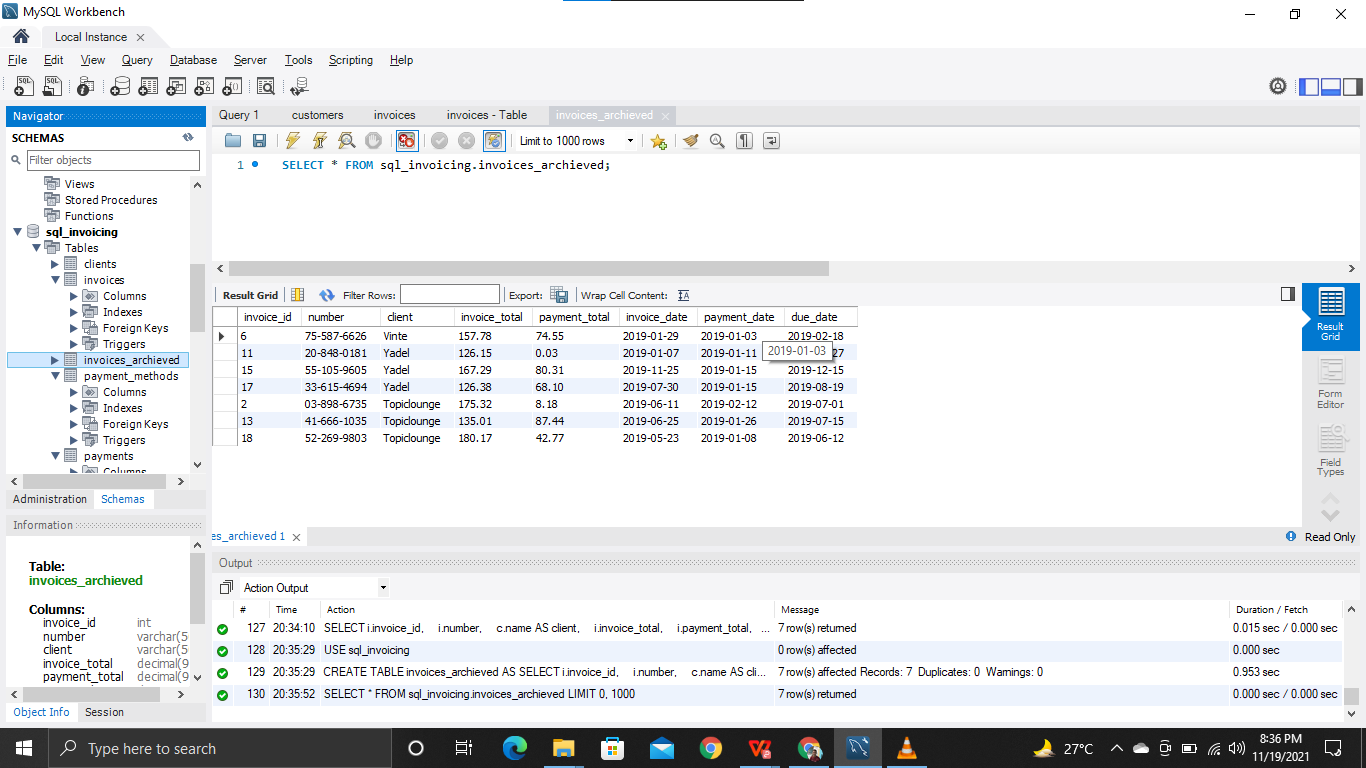 MySQL Workbench
Local Instance
File Edit View Query Database Server Tools Scripting Help
Navigator
SCHEMAS
Filter objects
Views
Stored Procedures
Functions
sql_invoicing
Tables
clients
invoices
Columns
Indexes
Foreign Keys
Triggers
invoices_archieved
payment_methods
Columns
Indexes
Foreign Keys
Triggers
payments
Columns
Administration Schemas
Information
Table:
invoices_archieved
Columns:
invoice_id int
number varchar(5
client varchar(5
invoice_total decimal(9
payment_total decimal(9
Object Info Session
Query 1 customers invoices invoices - Table invoices_archieved
Limit to 1000 rows
1 SELECT * FROM sql_invoicing.invoices_archieved;
Result Grid Filter Rows: Export: Wrap Cell Content:
invoice_id number client invoice_total payment_total invoice_date payment_date due_date
6 75-587-6626 Vinte 157.78 74.55 2019-01-29 2019-01-03 2019-02-18
11 20-848-0181 Yadel 126.15 0.03 2019-01-07 2019-01-11 27
2019-01-03
15 55-105-9605 Yadel 167.29 80.31 2019-11-25 2019-01-15 2019-12-15
17 33-615-4694 Yadel 126.38 68.10 2019-07-30 2019-01-15 2019-08-19
2 03-898-6735 Topiclounge 175.32 8.18 2019-06-11 2019-02-12 2019-07-01
13 41-666-1035 Topiclounge 135.01 87.44 2019-06-25 2019-01-26 2019-07-15
18 52-269-9803 Topiclounge 180.17 42.77 2019-05-23 2019-01-08 2019-06-12
Result
Grid
Form
Editor
Field
Types
es_archieved 1
Read Only
Output
Action Output
# Time Action Message Duration / Fetch
127 20:34:10 SELECT i.invoice_id, i.number, c.name AS client, i.invoice_total, i.payment_total, ... 7 row(s) returned 0.015 sec / 0.000 sec
128 20:35:29 USE sql_invoicing 0 row(s) affected 0.000 sec
129 20:35:29 CREATE TABLE invoices_archieved AS SELECT i.invoice_id, i.number, c.name AS cli... 7 row(s) affected Records: 7 Duplicates: 0 Warnings: 0 0.953 sec
130 20:35:52 SELECT * FROM sql_invoicing.invoices_archieved LIMIT 0, 1000 7 row(s) returned 0.000 sec / 0.000 sec
Type here to search
27°C
8:36 PM
11/19/2021